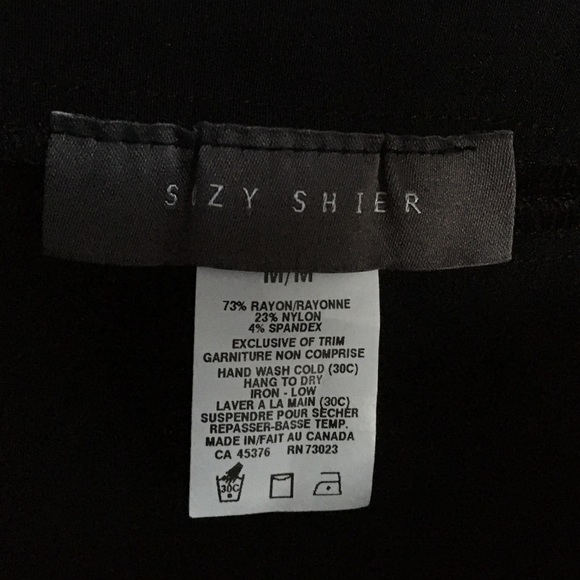 SIZY SHIER
M/M
73% RAYON/RAYONNE
23% NYLON
4% SPANDEX
EXCLUSIVE OF TRIM
GARNITURE NON COMPRISE
HAND WASH COLD (30C)
HANG TO DRY
IRON - LOW
LAVER A LA MAIN (30C)
SUSPENDRE POUR SÈCHER
REPASSER-BASSE TEMP.
MADE IN/FAIT AU CANADA
CA 45376 RN 73023
30C